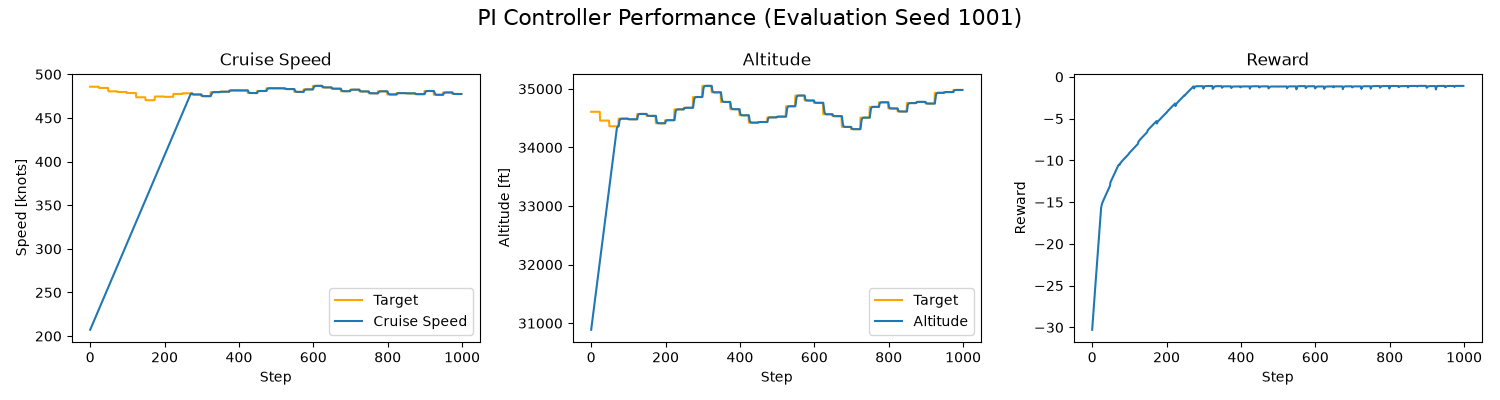 PI Controller Performance (Evaluation Seed 1001)
Cruise Speed
500
450
400
350
300
250
200
Speed [knots]
0 200 400 600 800 1000
Step
Target
Cruise Speed
Altitude
35000
34000
33000
32000
31000
Altitude [ft]
0 200 400 600 800 1000
Step
Target
Altitude
Reward
0
−5
−10
−15
−20
−25
−30
Reward
0 200 400 600 800 1000
Step